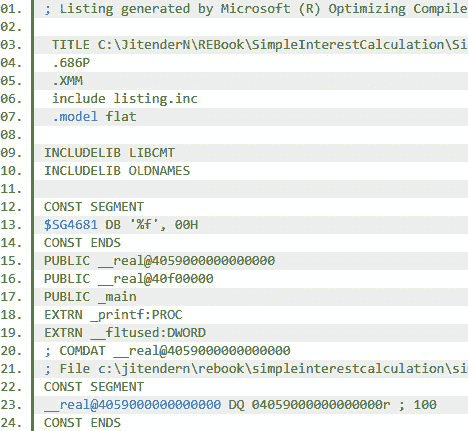 01. ; Listing generated by Microsoft (R) Optimizing Compile
02.
03. TITLE C:\JitenderN\REBook\SimpleInterestCalculation\Si
04. .686P
05. .XMM
06. include listing.inc
07. .model flat
08.
09. INCLUDELIB LIBCMT
10. INCLUDELIB OLDNAMES
11.
12. CONST SEGMENT
13. $SG4681 DB '%f', 00H
14. CONST ENDS
15. PUBLIC __real@4059000000000000
16. PUBLIC __real@40f00000
17. PUBLIC _main
18. EXTRN _printf:PROC
19. EXTRN __fltused:DWORD
20. ; COMDAT __real@4059000000000000
21. ; File c:\jitendern\rebook\simpleinterestcalculation\si
22. CONST SEGMENT
23. __real@4059000000000000 DQ 04059000000000000r ; 100
24. CONST ENDS